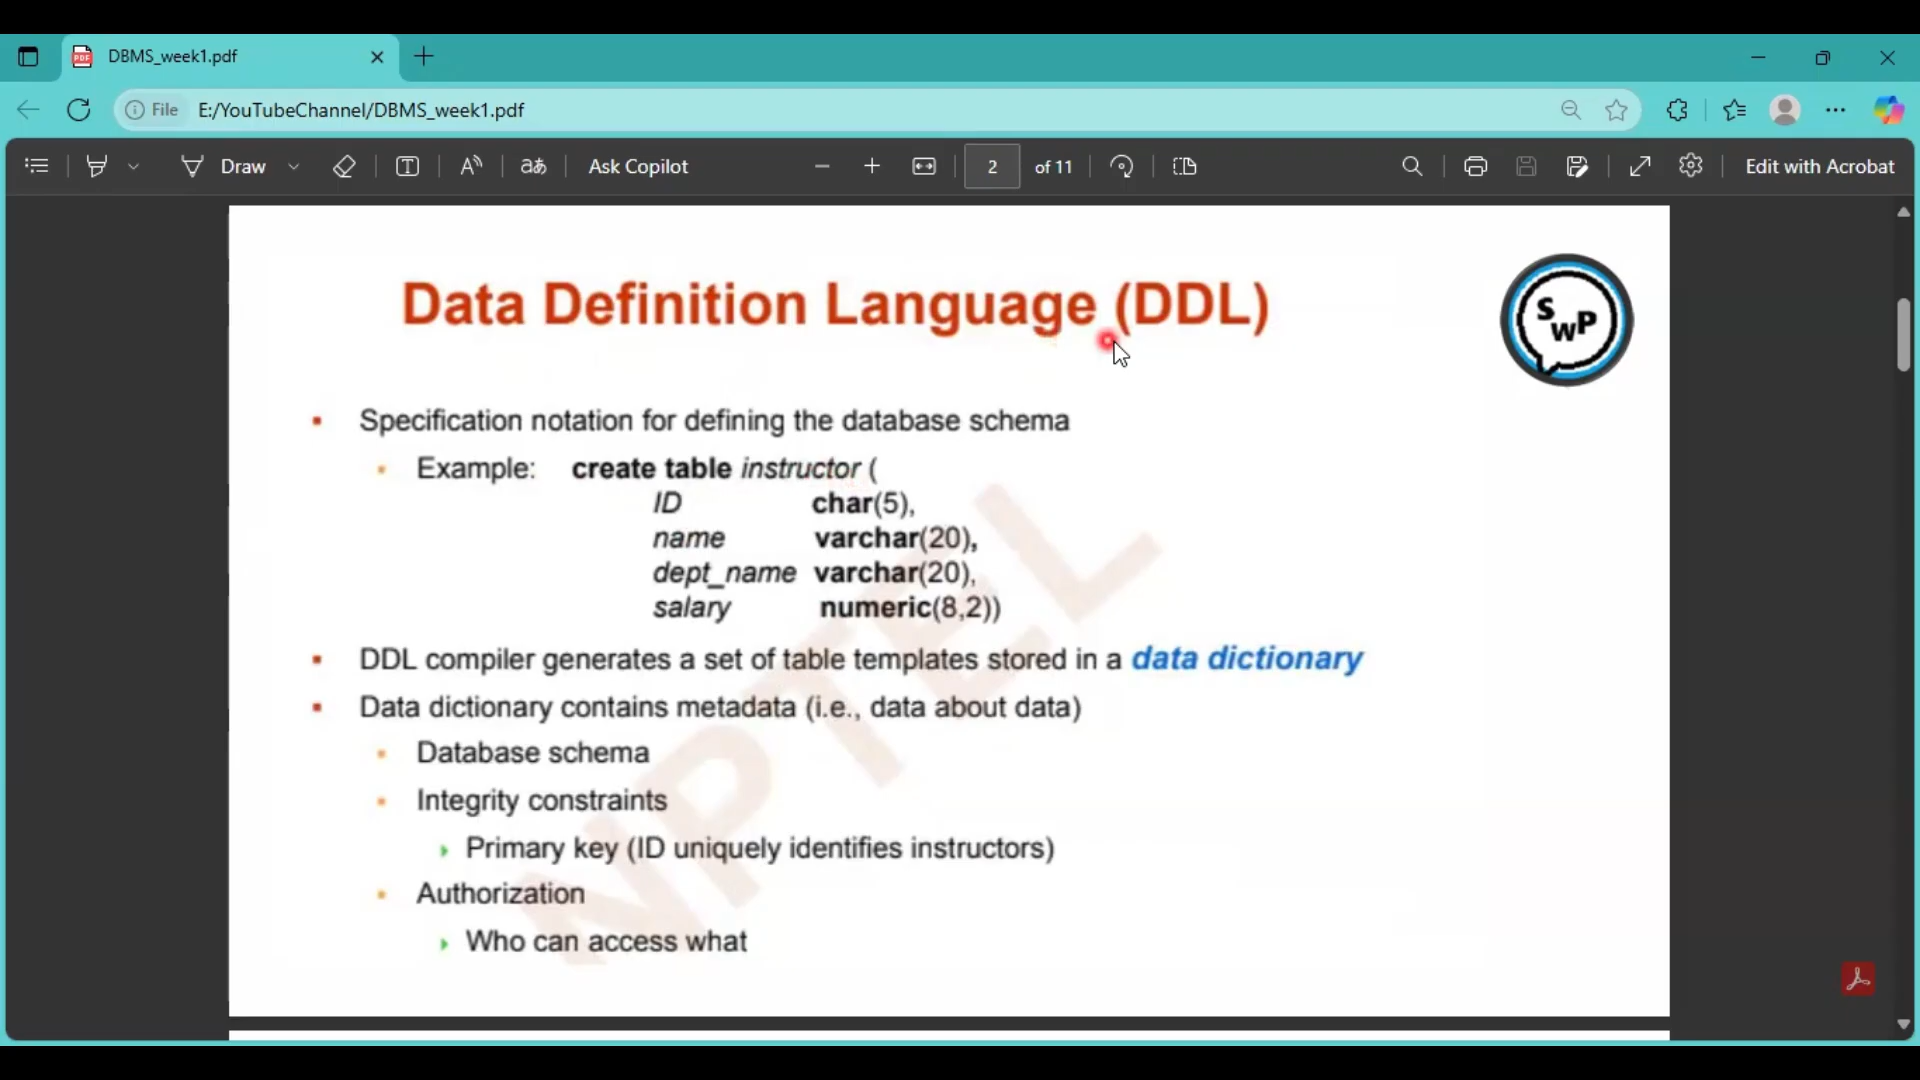 DBMS_week1.pdf
File E:/YouTubeChannel/DBMS_week1.pdf
Draw
aあ
Ask Copilot
2 of 11
Edit with Acrobat
Data Definition Language (DDL)
SWP
Specification notation for defining the database schema
Example: create table instructor (
ID char(5),
name varchar(20),
dept_name varchar(20),
salary numeric(8,2))
DDL compiler generates a set of table templates stored in a data dictionary
Data dictionary contains metadata (i.e., data about data)
Database schema
Integrity constraints
Primary key (ID uniquely identifies instructors)
Authorization
Who can access what
NPTEL